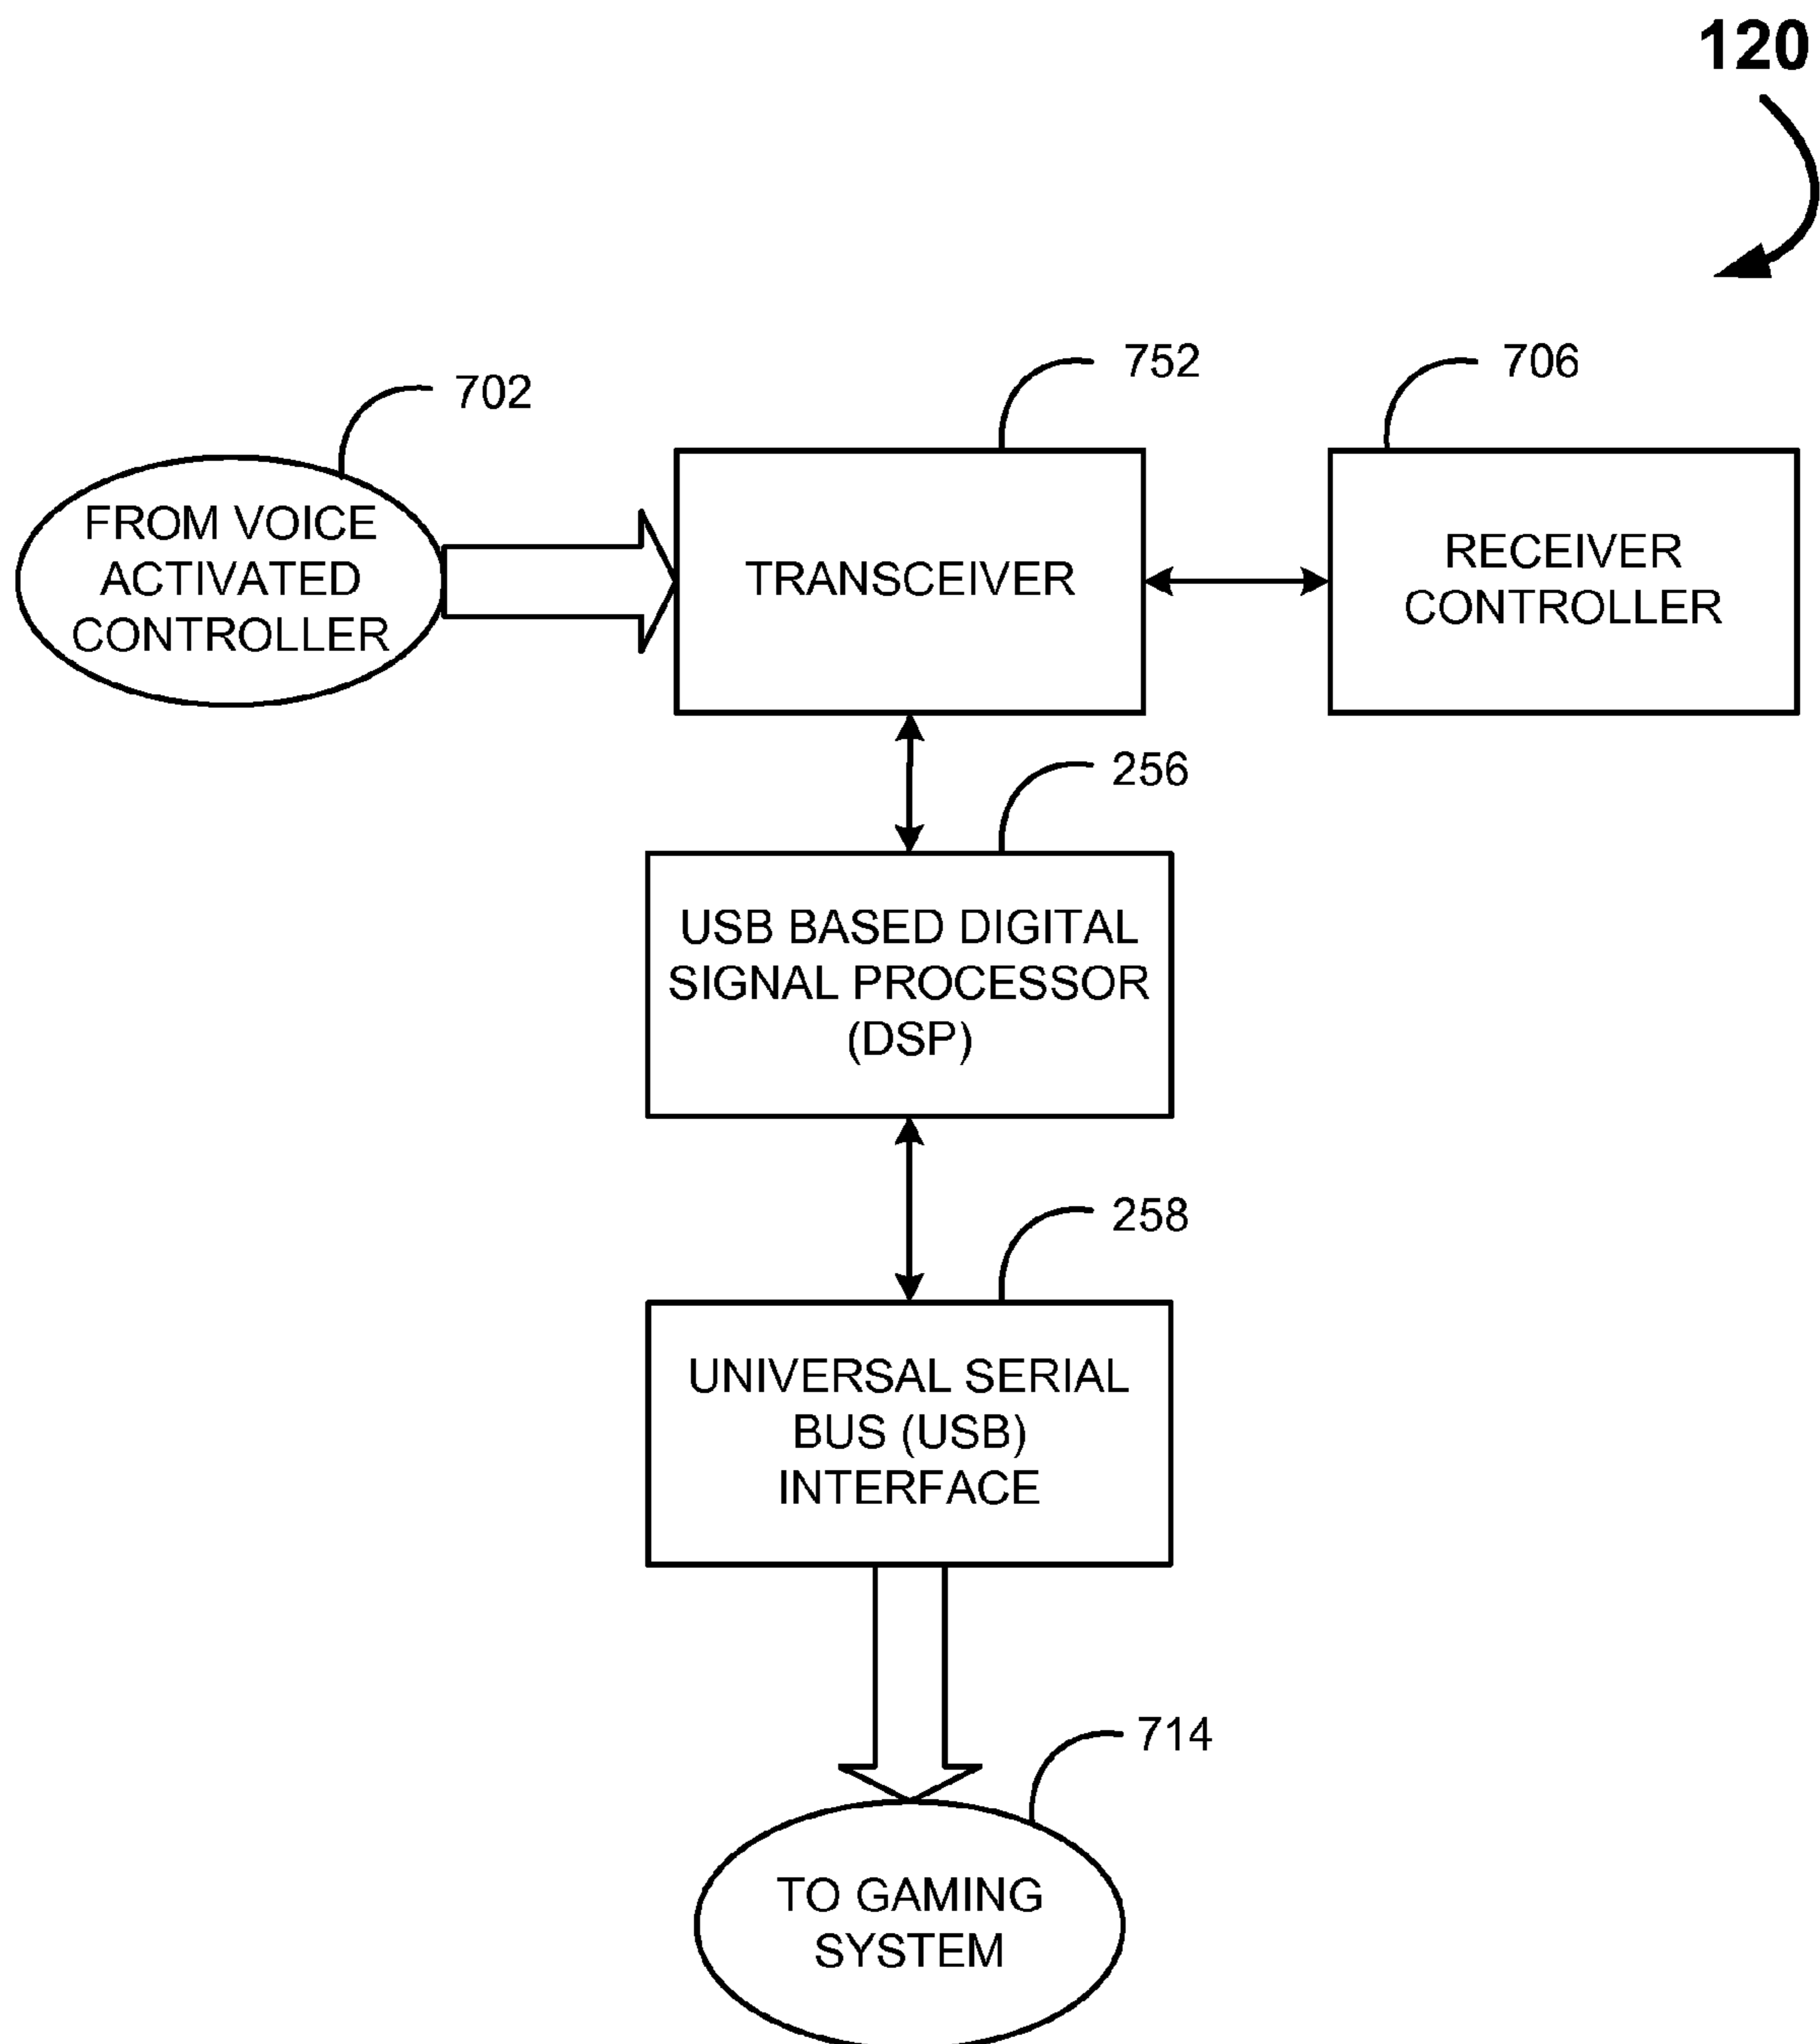 120
752
706
702
FROM VOICE
ACTIVATED
CONTROLLER
TRANSCEIVER
RECEIVER
CONTROLLER
256
USB BASED DIGITAL
SIGNAL PROCESSOR
(DSP)
258
UNIVERSAL SERIAL
BUS (USB)
INTERFACE
714
TO GAMING
SYSTEM